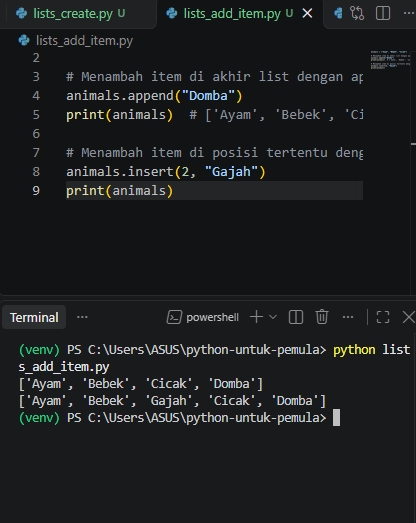 lists_create.py U
lists_add_item.py U
lists_add_item.py
2
3 # Menambah item di akhir list dengan ap
4 animals.append("Domba")
5 print(animals)  # ['Ayam', 'Bebek', 'Ci
6
7 # Menambah item di posisi tertentu deng
8 animals.insert(2, "Gajah")
9 print(animals)
Terminal ... powershell ...
(venv) PS C:\Users\ASUS\python-untuk-pemula> python list
s_add_item.py
['Ayam', 'Bebek', 'Cicak', 'Domba']
['Ayam', 'Bebek', 'Gajah', 'Cicak', 'Domba']
(venv) PS C:\Users\ASUS\python-untuk-pemula>